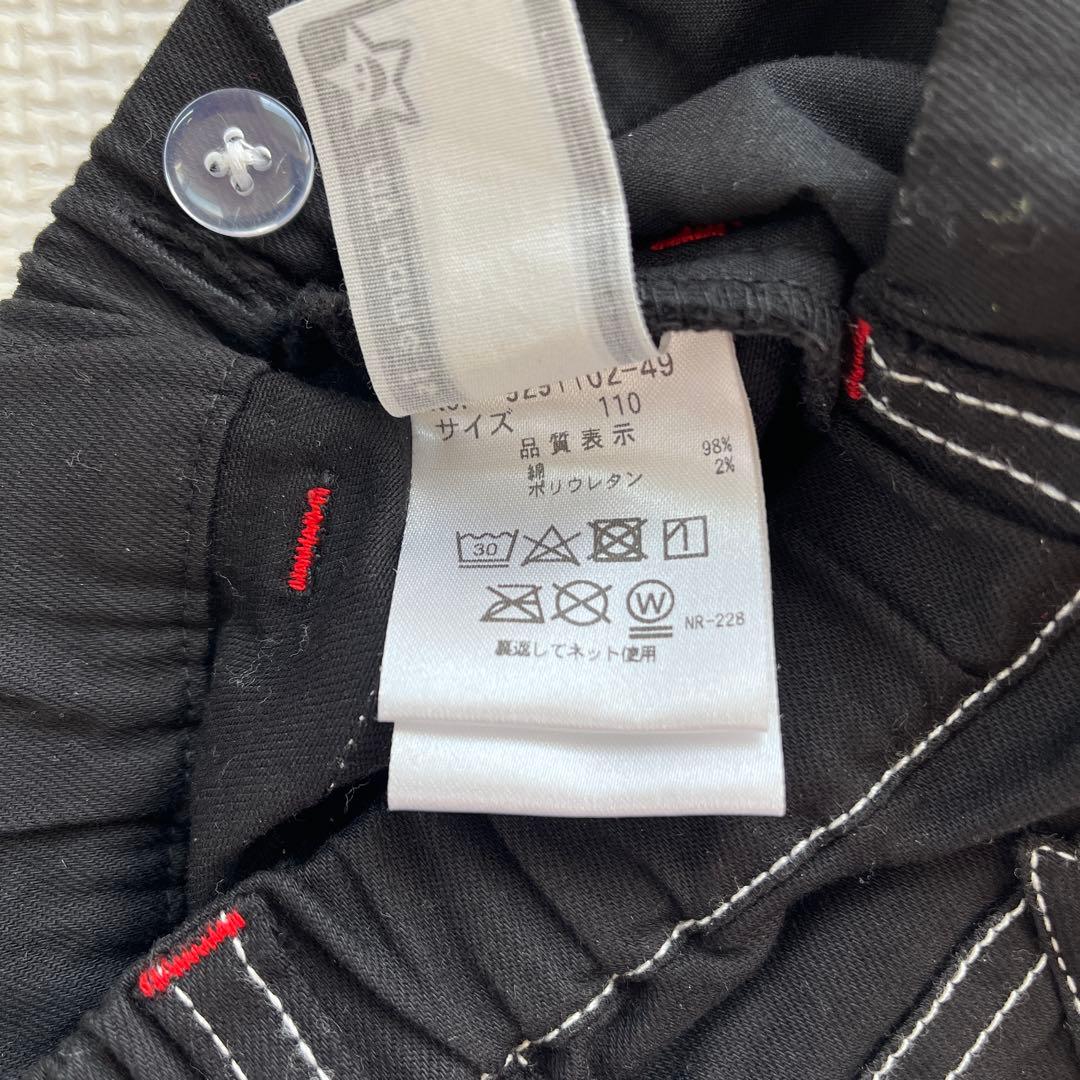 サイズ 110
品質表示
綿 98%
ポリウレタン 2%
30
W NR-228
裏返してネット使用